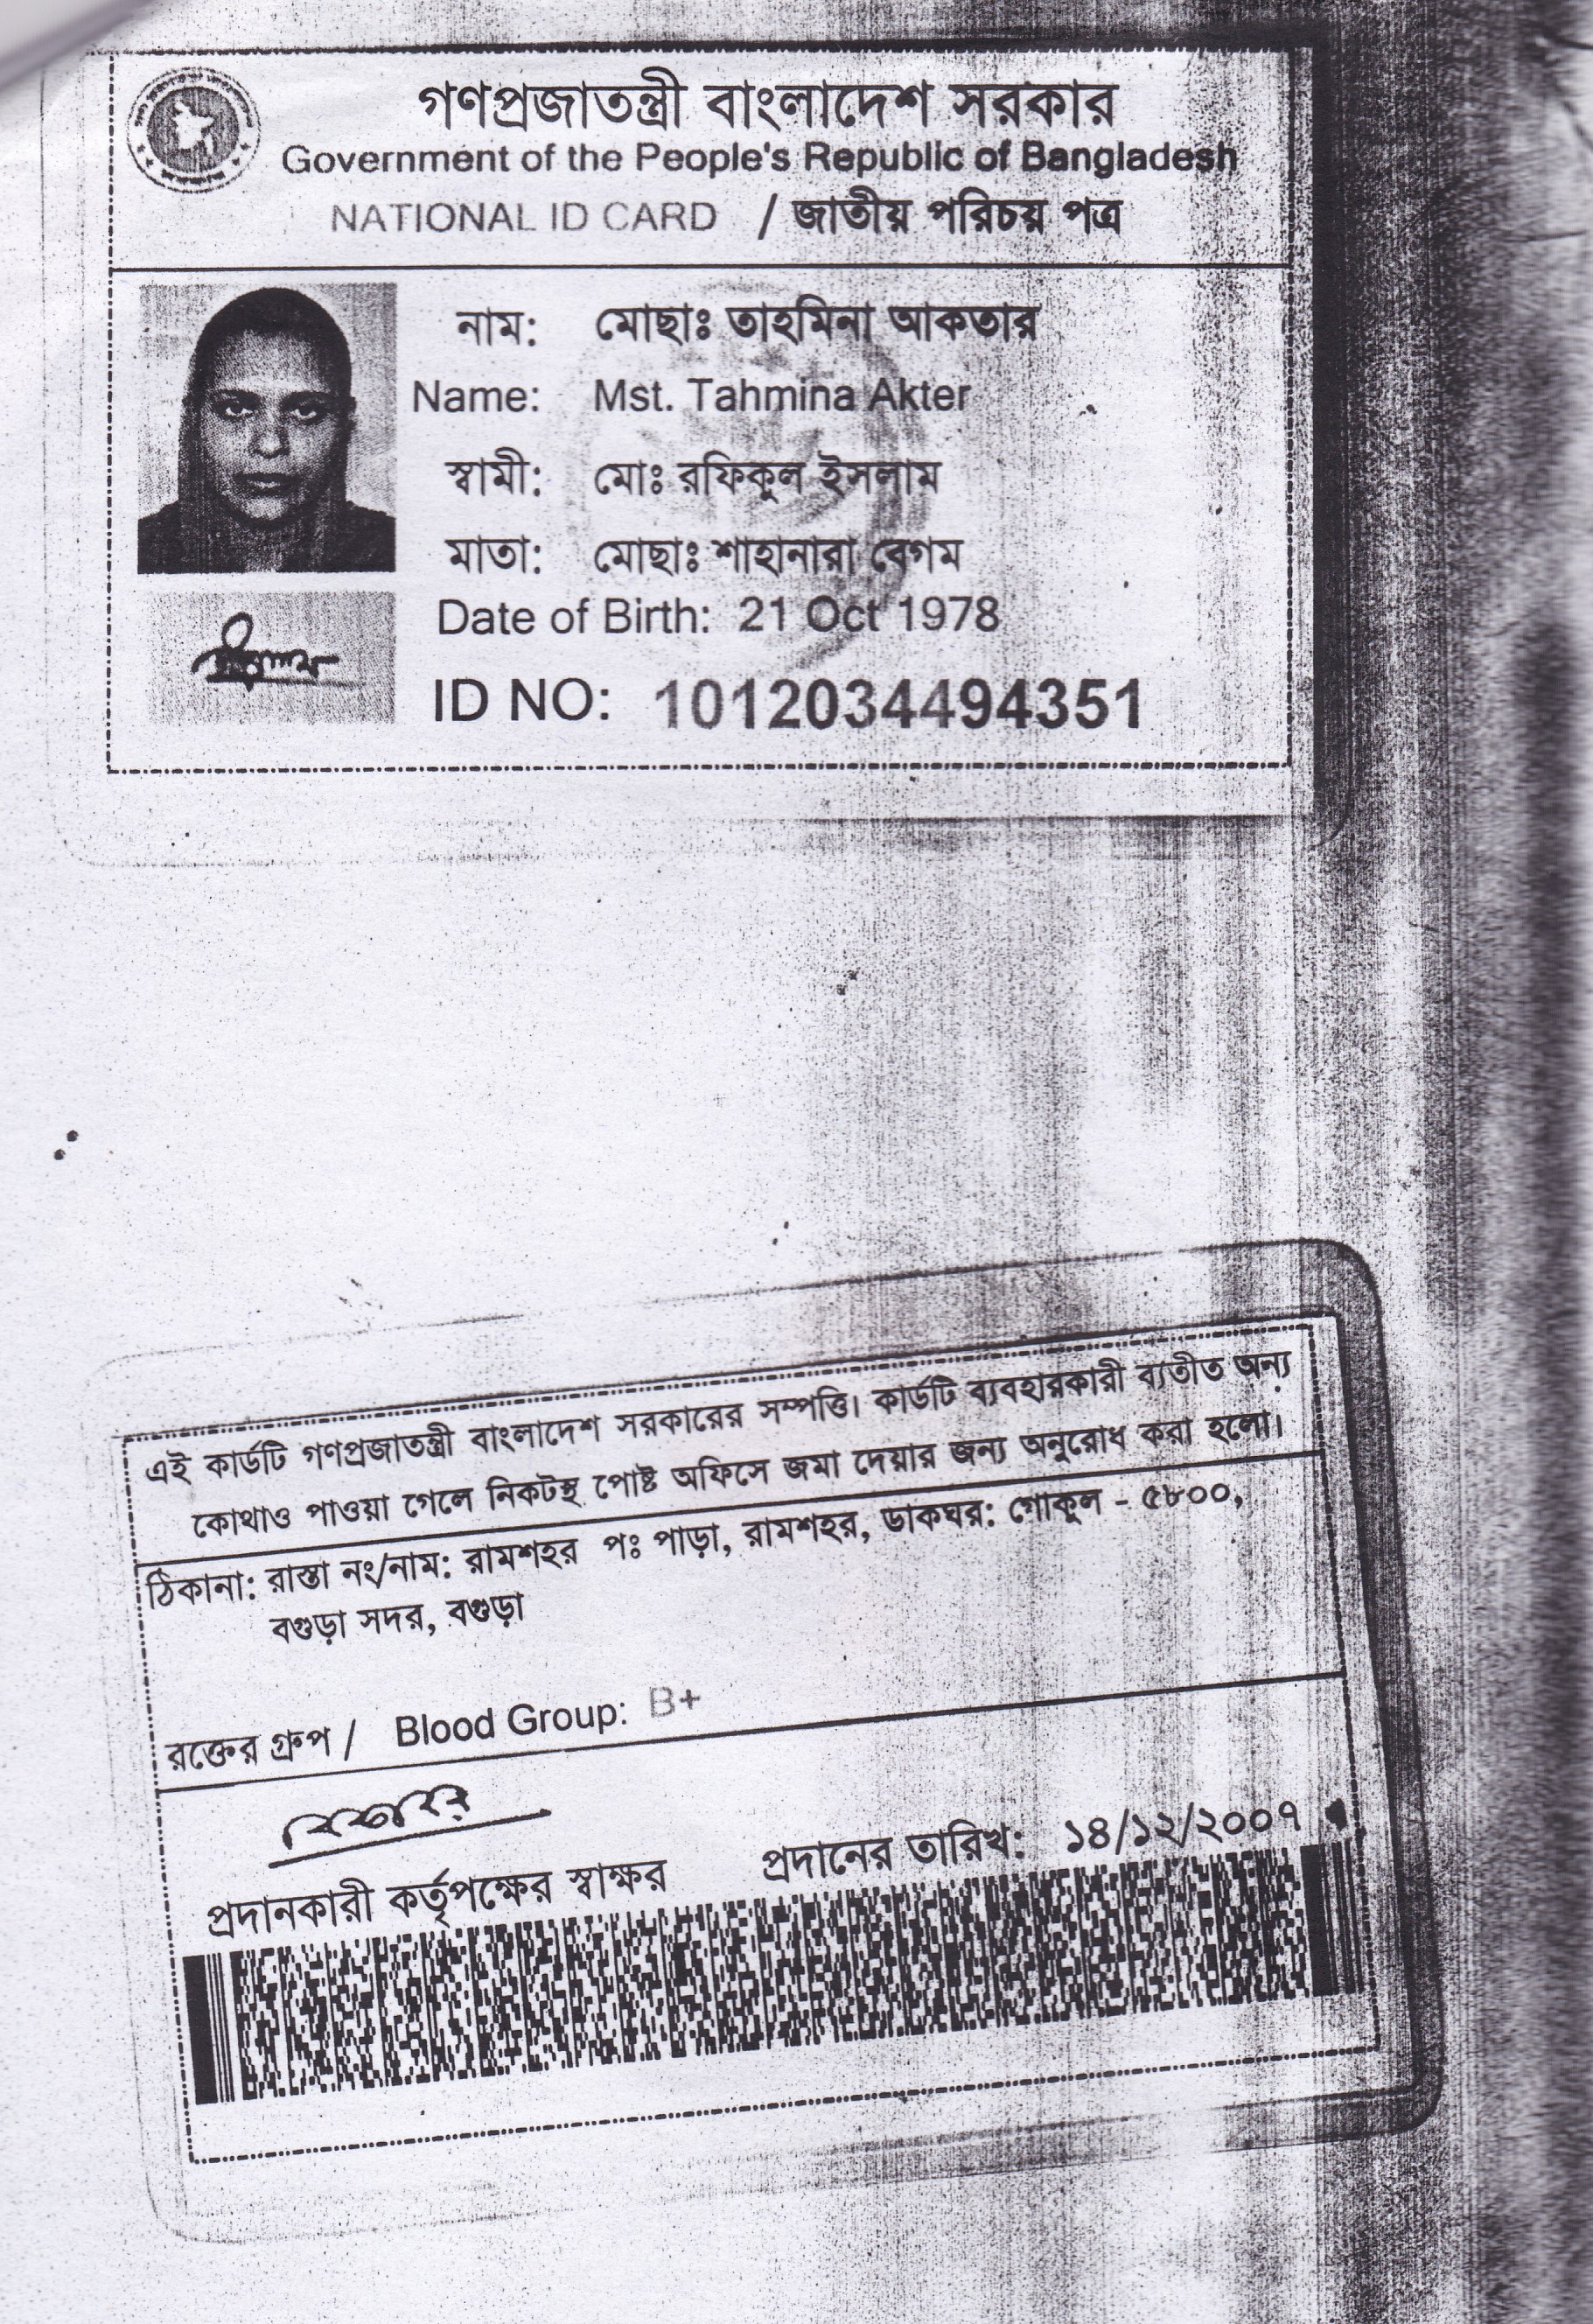 গণপ্রজাতন্ত্রী বাংলাদেশ সরকার
Government of the People's Republic of Bangladesh
NATIONAL ID CARD / জাতীয় পরিচয় পত্র
নাম: মোছাঃ তাহমিনা আকতার
Name: Mst. Tahmina Akter
স্বামী: মোঃ রফিকুল ইসলাম
মাতা: মোছাঃ শাহানারা বেগম
Date of Birth: 21 Oct 1978
ID NO: 1012034494351
এই কার্ডটি গণপ্রজাতন্ত্রী বাংলাদেশ সরকারের সম্পত্তি। কার্ডটি ব্যবহারকারী ব্যতীত অন্য
কোথাও পাওয়া গেলে নিকটস্থ পোষ্ট অফিসে জমা দেয়ার জন্য অনুরোধ করা হলো।
ঠিকানা: রাস্তা নং/নাম: রামশহর পঃ পাড়া, রামশহর, ডাকঘর: গোকুল - ৫৮০০,
বগুড়া সদর, বগুড়া
রক্তের গ্রুপ / Blood Group: B+
প্রদানকারী কর্তৃপক্ষের স্বাক্ষর প্রদানের তারিখ: ১৪/১২/২০০৭